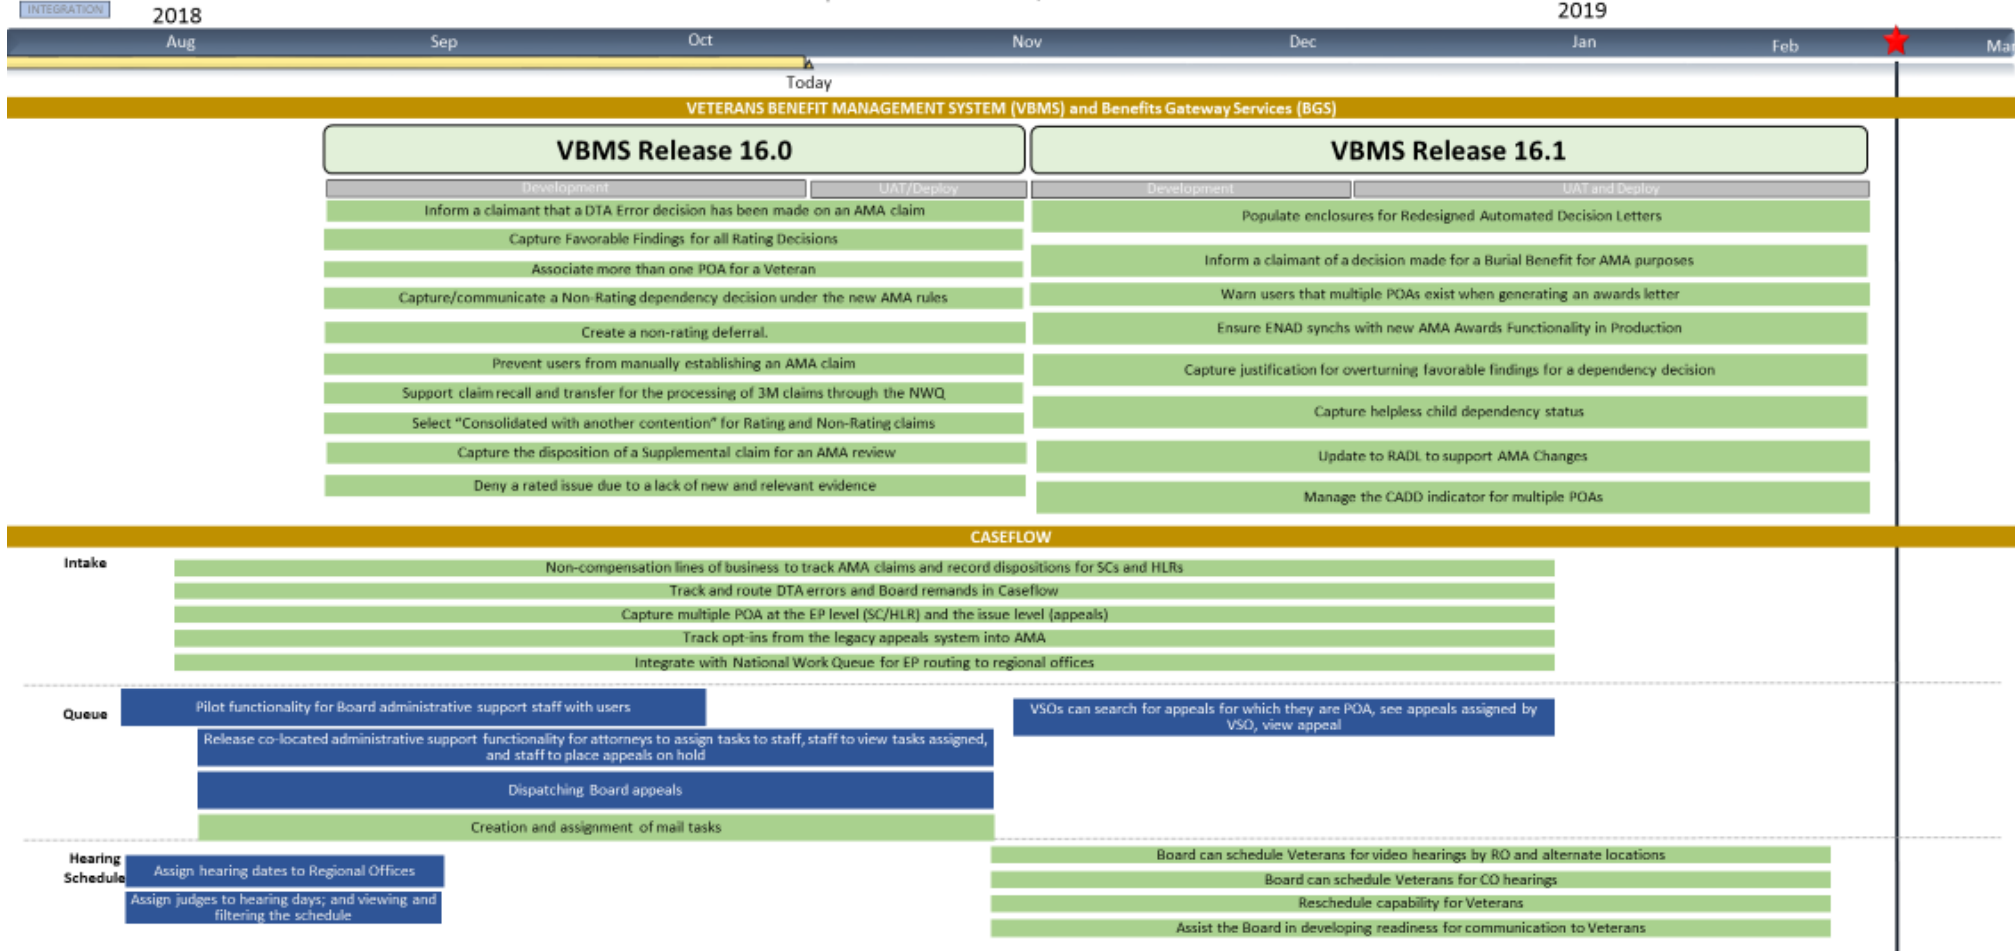 INTEGRATION
2018
2019
Aug
Sep
Oct
Nov
Dec
Jan
Feb
Mar
Today
VETERANS BENEFIT MANAGEMENT SYSTEM (VBMS) and Benefits Gateway Services (BGS)
VBMS Release 16.0
VBMS Release 16.1
Development
UAT/Deploy
Development
UAT and Deploy
Inform a claimant that a DTA Error decision has been made on an AMA claim
Capture Favorable Findings for all Rating Decisions
Associate more than one POA for a Veteran
Capture/communicate a Non-Rating dependency decision under the new AMA rules
Create a non-rating deferral.
Prevent users from manually establishing an AMA claim
Support claim recall and transfer for the processing of 3M claims through the NWQ
Select “Consolidated with another contention” for Rating and Non-Rating claims
Capture the disposition of a Supplemental claim for an AMA review
Deny a rated issue due to a lack of new and relevant evidence
Populate enclosures for Redesigned Automated Decision Letters
Inform a claimant of a decision made for a Burial Benefit for AMA purposes
Warn users that multiple POAs exist when generating an awards letter
Ensure ENAD synchs with new AMA Awards Functionality in Production
Capture justification for overturning favorable findings for a dependency decision
Capture helpless child dependency status
Update to RADL to support AMA Changes
Manage the CADD indicator for multiple POAs
CASEFLOW
Intake
Non-compensation lines of business to track AMA claims and record dispositions for SCs and HLRs
Track and route DTA errors and Board remands in Caseflow
Capture multiple POA at the EP level (SC/HLR) and the issue level (appeals)
Track opt-ins from the legacy appeals system into AMA
Integrate with National Work Queue for EP routing to regional offices
Queue
Pilot functionality for Board administrative support staff with users
VSOs can search for appeals for which they are POA, see appeals assigned by
VSO, view appeal
Release co-located administrative support functionality for attorneys to assign tasks to staff, staff to view tasks assigned,
and staff to place appeals on hold
Dispatching Board appeals
Creation and assignment of mail tasks
Hearing
Schedule
Assign hearing dates to Regional Offices
Assign judges to hearing days; and viewing and
filtering the schedule
Board can schedule Veterans for video hearings by RO and alternate locations
Board can schedule Veterans for CO hearings
Reschedule capability for Veterans
Assist the Board in developing readiness for communication to Veterans